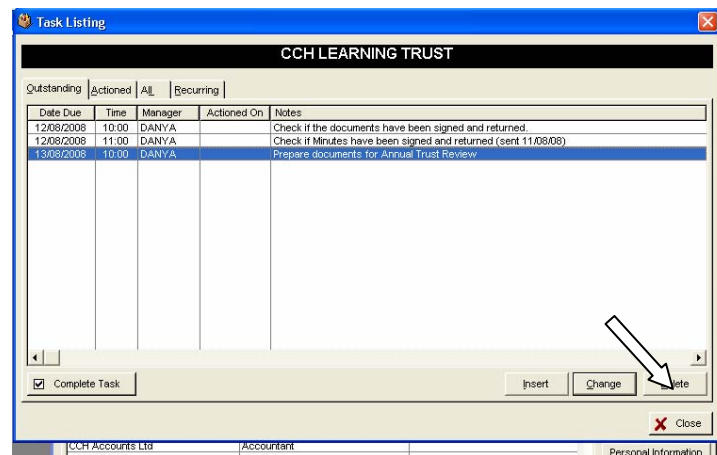 Task Listing
CCH LEARNING TRUST
Outstanding Actioned All Recurring
Date Due Time Manager Actioned On Notes
12/08/2008 10:00 DANYA Check if the documents have been signed and returned.
12/08/2008 11:00 DANYA Check if Minutes have been signed and returned (sent 11/08/08)
13/08/2008 10:00 DANYA Prepare documents for Annual Trust Review
Complete Task Insert Change
Close
CCH Accounts Ltd Accountant Personal Information